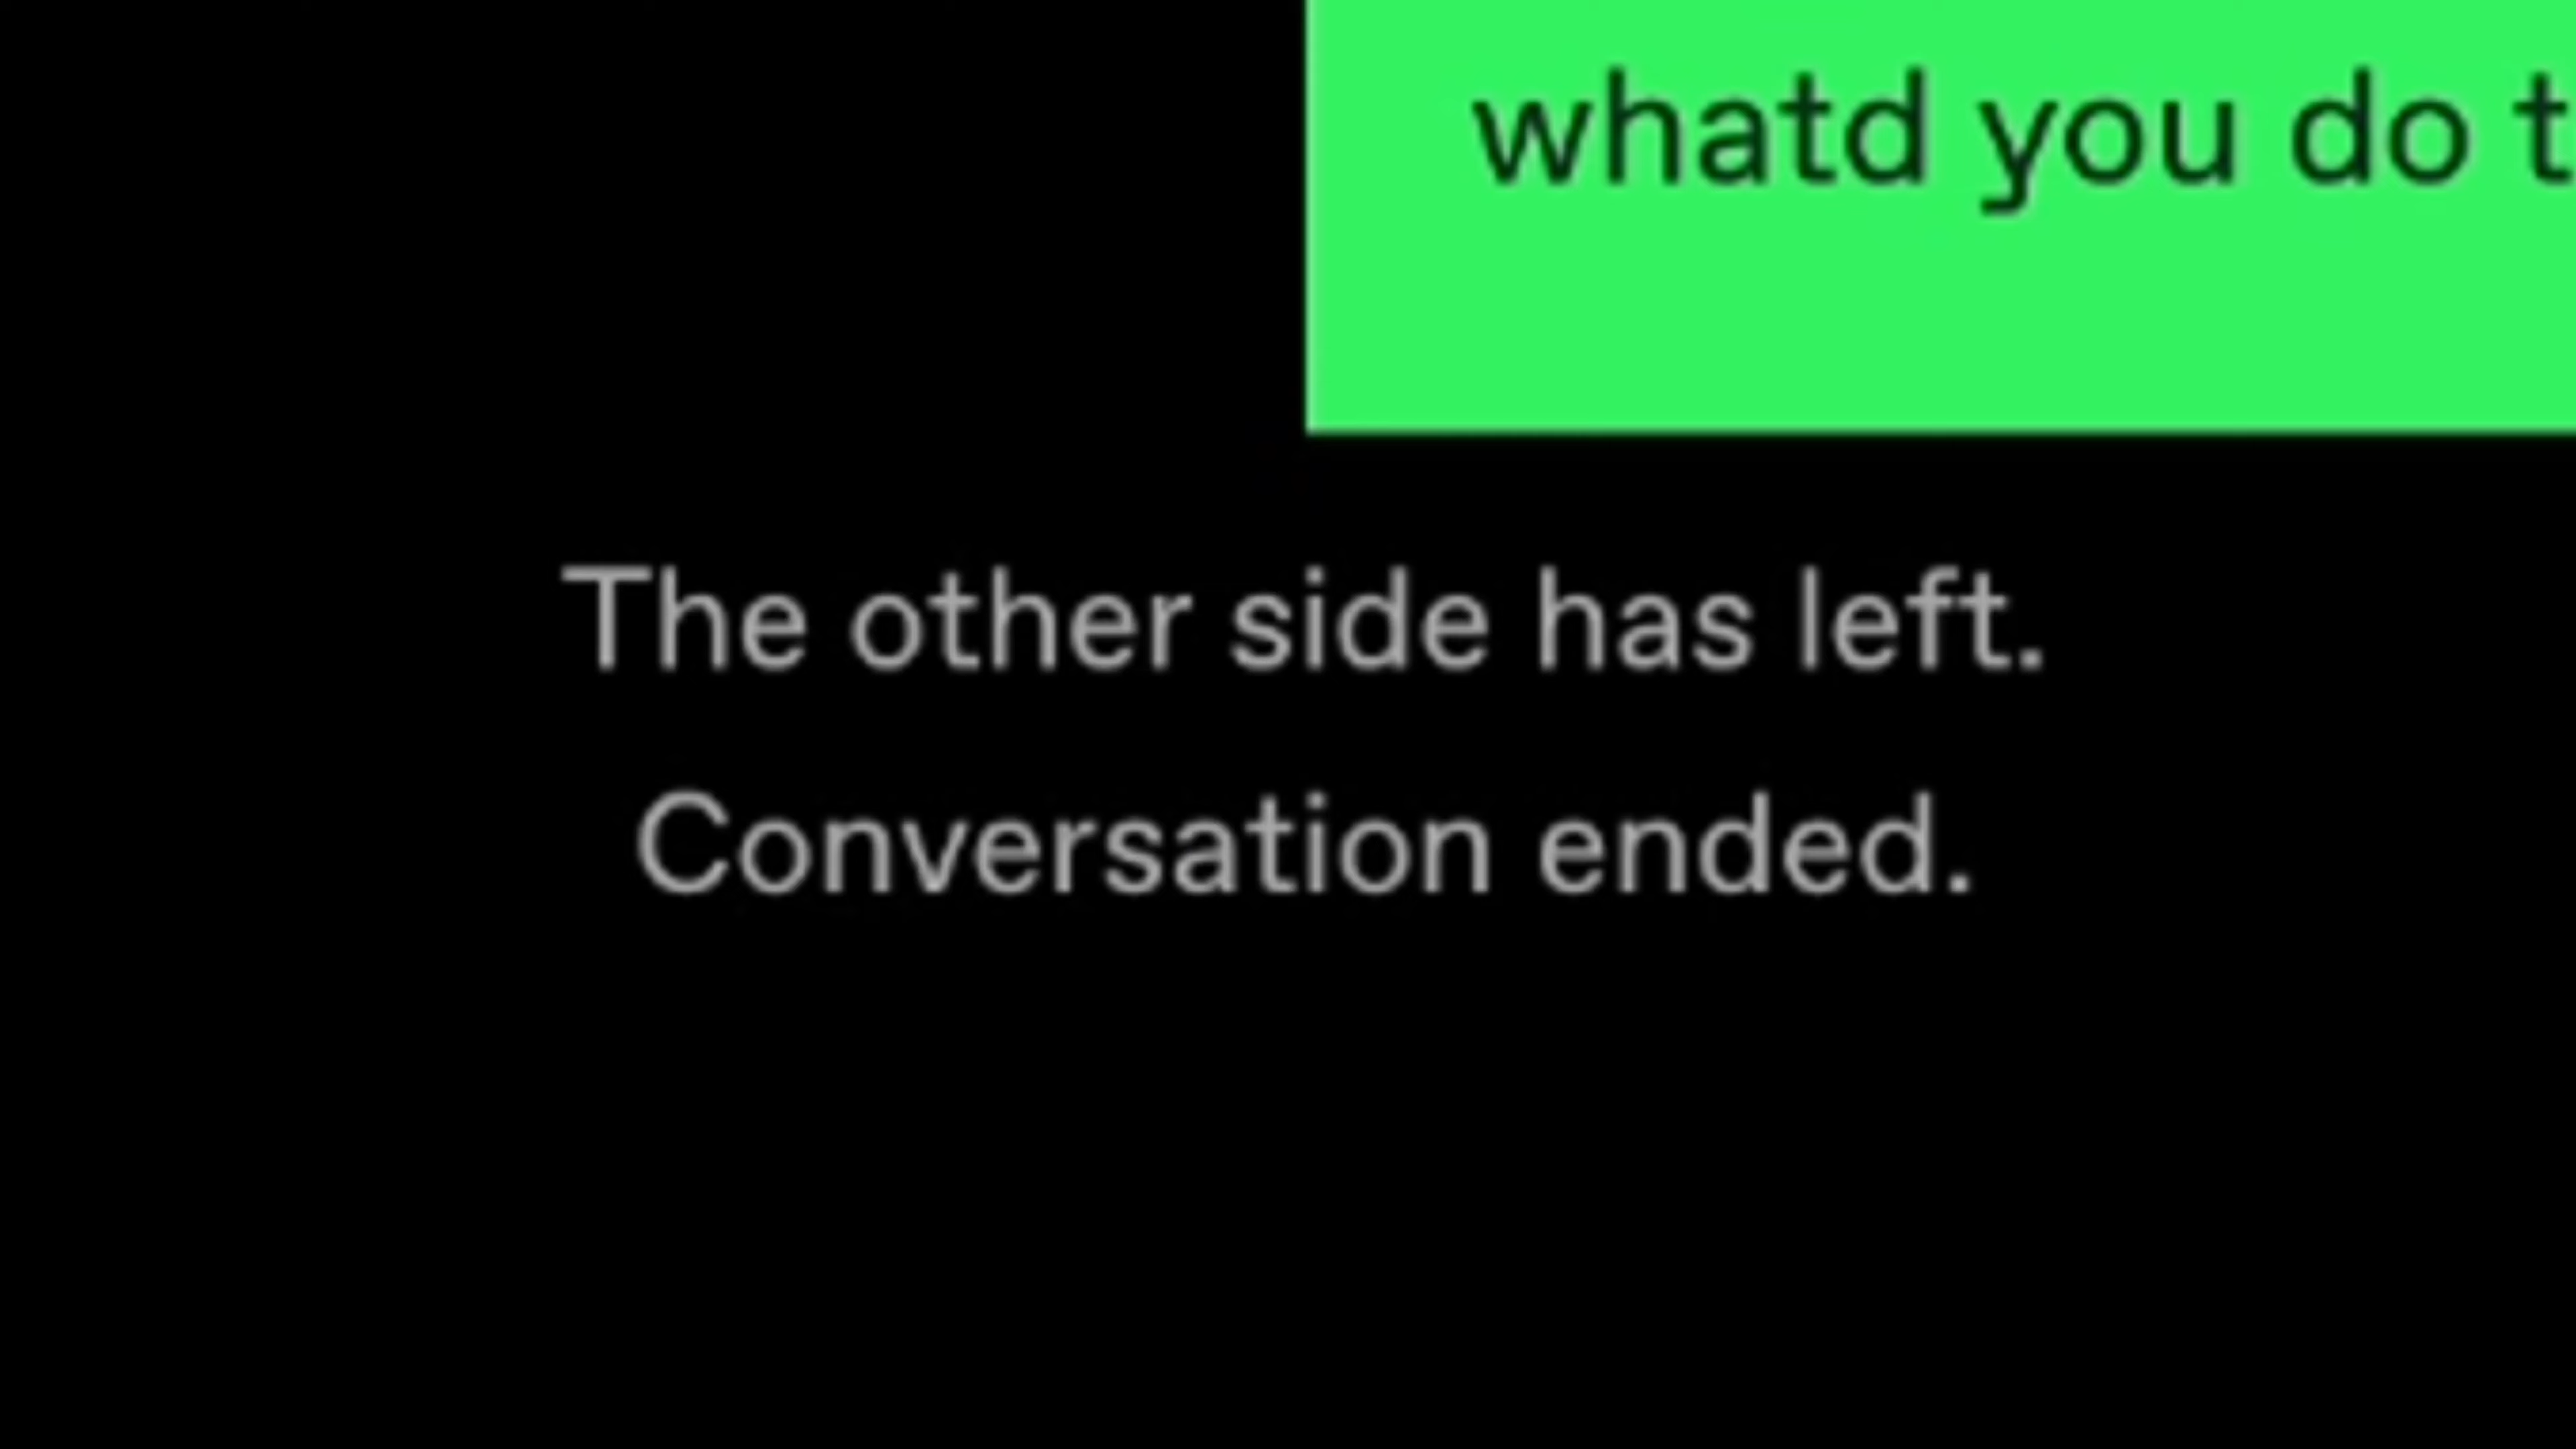 whatd you do
The other side has left.
Conversation ended.